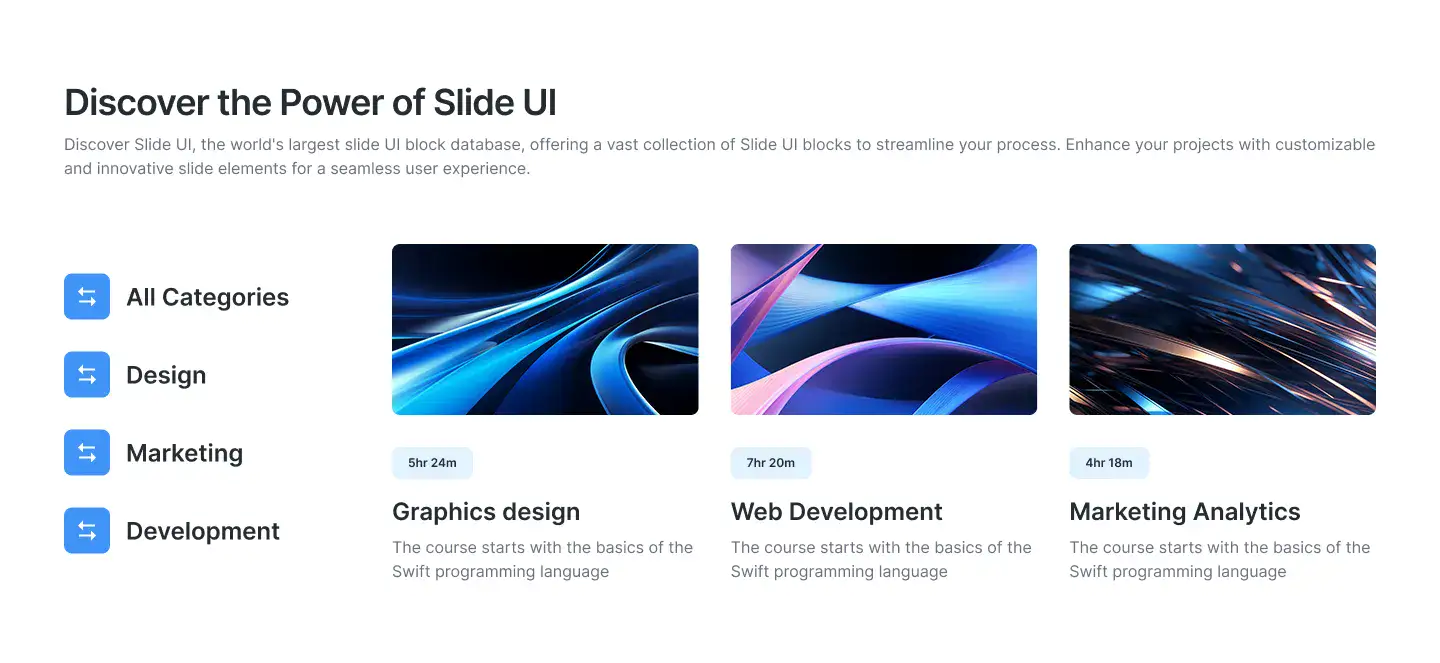 Discover the Power of Slide UI
Discover Slide UI, the world's largest slide UI block database, offering a vast collection of Slide UI blocks to streamline your process. Enhance your projects with customizable
and innovative slide elements for a seamless user experience.
All Categories
Design
Marketing
Development
5hr 24m
Graphics design
The course starts with the basics of the
Swift programming language
7hr 20m
Web Development
The course starts with the basics of the
Swift programming language
4hr 18m
Marketing Analytics
The course starts with the basics of the
Swift programming language